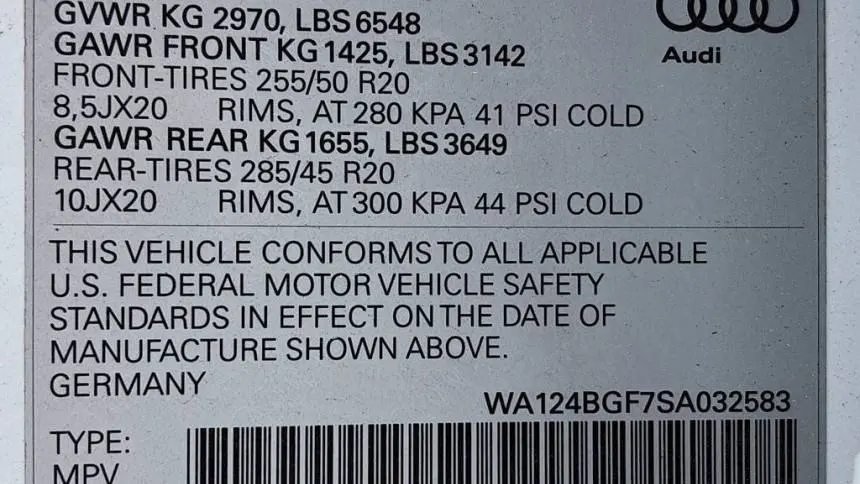 GVWR KG 2970, LBS 6548
GAWR FRONT KG 1425, LBS 3142
Audi
FRONT-TIRES 255/50 R20
8,5JX20 RIMS, AT 280 KPA 41 PSI COLD
GAWR REAR KG 1655, LBS 3649
REAR-TIRES 285/45 R20
10JX20 RIMS, AT 300 KPA 44 PSI COLD
THIS VEHICLE CONFORMS TO ALL APPLICABLE
U.S. FEDERAL MOTOR VEHICLE SAFETY
STANDARDS IN EFFECT ON THE DATE OF
MANUFACTURE SHOWN ABOVE.
GERMANY
WA124BGF7SA032583
TYPE:
MPV